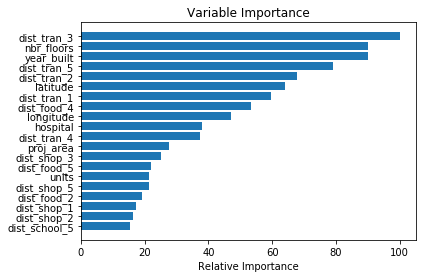 Variable Importance
dist_tran_3
nbr_floors
year_built
dist_tran_5
dist_tran_2
latitude
dist_tran_1
dist_food_4
longitude
hospital
dist_tran_4
proj_area
dist_shop_3
dist_food_5
units
dist_shop_5
dist_food_2
dist_shop_1
dist_shop_2
dist_school_5
0 20 40 60 80 100
Relative Importance